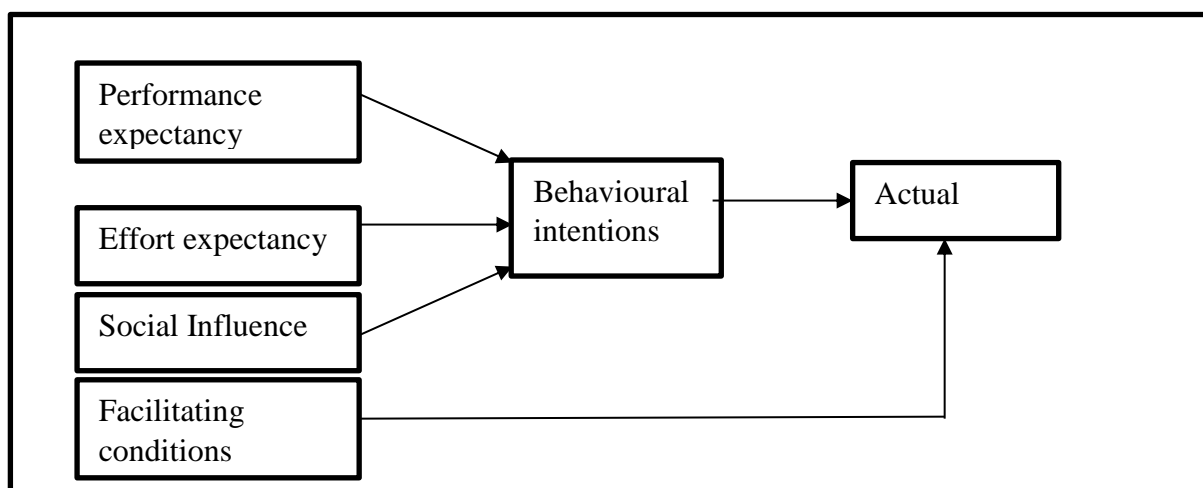 Performance
expectancy
Effort expectancy
Social Influence
Facilitating
conditions
Behavioural
intentions
Actual